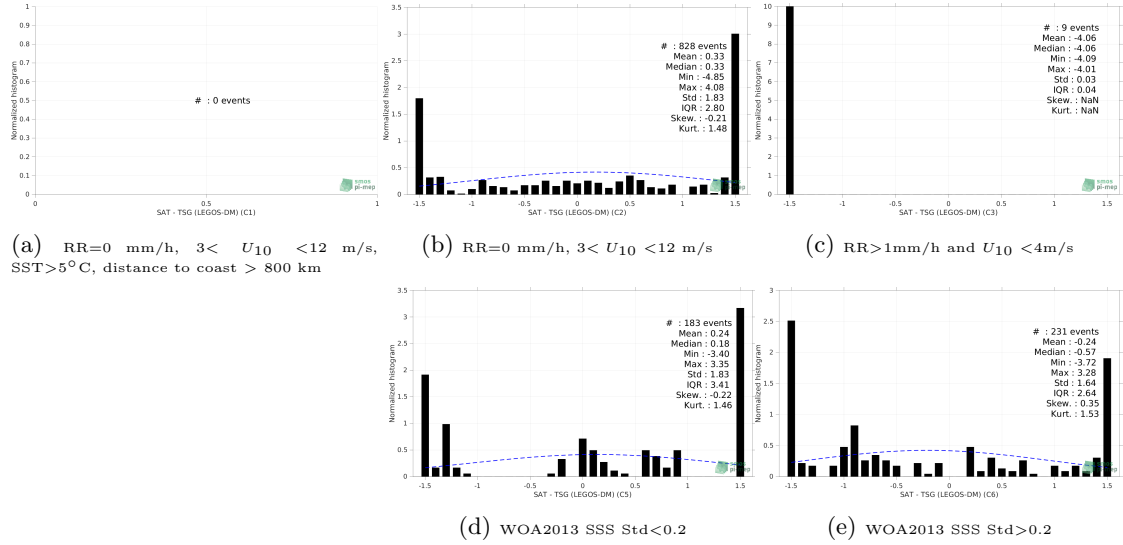 1
0.9
0.8
0.7
0.6
0.5
0.4
0.3
0.2
0.1
0
Normalized histogram
# : 0 events
smos
pi-mep
0 0.5 1
SAT - TSG (LEGOS-DM) (C1)
(a) RR=0 mm/h, 3< U10 <12 m/s,
SST>5°C, distance to coast > 800 km
3.5
3
2.5
2
1.5
1
0.5
0
Normalized histogram
# : 828 events
Mean : 0.33
Median : 0.33
Min : -4.85
Max : 4.08
Std : 1.83
IQR : 2.80
Skew. : -0.21
Kurt. : 1.48
smos
pi-mep
-1.5 -1 -0.5 0 0.5 1 1.5
SAT - TSG (LEGOS-DM) (C2)
(b) RR=0 mm/h, 3< U10 <12 m/s
10
9
8
7
6
5
4
3
2
1
0
Normalized histogram
# : 9 events
Mean : -4.06
Median : -4.06
Min : -4.09
Max : -4.01
Std : 0.03
IQR : 0.04
Skew. : NaN
Kurt. : NaN
smos
pi-mep
-1.5 -1 -0.5 0 0.5 1 1.5
SAT - TSG (LEGOS-DM) (C3)
(c) RR>1mm/h and U10 <4m/s
3.5
3
2.5
2
1.5
1
0.5
0
Normalized histogram
# : 183 events
Mean : 0.24
Median : 0.18
Min : -3.40
Max : 3.35
Std : 1.83
IQR : 3.41
Skew. : -0.22
Kurt. : 1.46
smos
pi-mep
-1.5 -1 -0.5 0 0.5 1 1.5
SAT - TSG (LEGOS-DM) (C5)
(d) WOA2013 SSS Std<0.2
3
2.5
2
1.5
1
0.5
0
Normalized histogram
# : 231 events
Mean : -0.24
Median : -0.57
Min : -3.72
Max : 3.28
Std : 1.64
IQR : 2.64
Skew. : 0.35
Kurt. : 1.53
smos
pi-mep
-1.5 -1 -0.5 0 0.5 1 1.5
SAT - TSG (LEGOS-DM) (C6)
(e) WOA2013 SSS Std>0.2